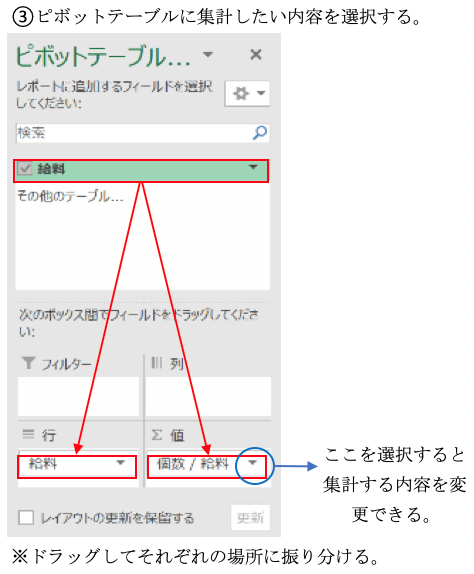 ③ピボットテーブルに集計したい内容を選択する。
ピボットテーブル...
レポートに追加するフィールドを選択
してください:
検索
給料
その他のテーブル...
次のボックス間でフィールドをドラッグしてくださ
い:
フィルター
列
行
Σ 値
給料
個数 / 給料
ここを選択すると
集計する内容を変
更できる。
レイアウトの更新を保留する
更新
※ドラッグしてそれぞれの場所に振り分ける。